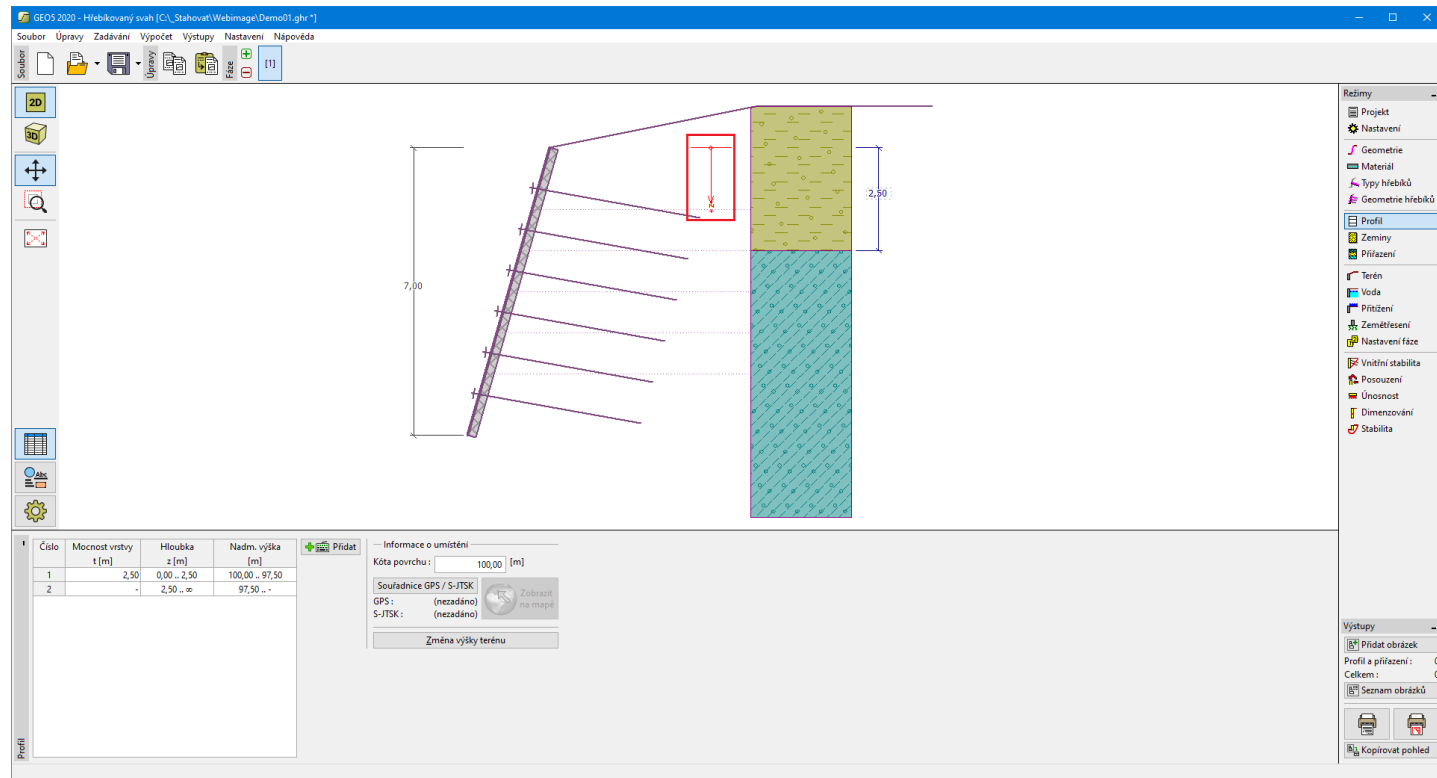 GEO5 2020 - Hřebíkovaný svah [C:\_Stahovat\Webimage\Demo01.ghr *]
Soubor Úpravy Zadávání Výpočet Výstupy Nastavení Nápověda
Soubor
Úpravy
Fáze
[1]
2D
3D
Abc
7,00
+z
2,50
Režimy
Projekt
Nastavení
Geometrie
Materiál
Typy hřebíků
Geometrie hřebíků
Profil
Zeminy
Přiřazení
Terén
Voda
Přitížení
Zemětřesení
Nastavení fáze
Vnitřní stabilita
Posouzení
Únosnost
Dimenzování
Stabilita
Číslo Mocnost vrstvy Hloubka Nadm. výška
t [m] z [m] [m]
1 2,50 0,00 .. 2,50 100,00 .. 97,50
2 - 2,50 .. ∞ 97,50 .. -
Přidat
Informace o umístění
Kóta povrchu : 100,00 [m]
Souřadnice GPS / S-JTSK
GPS : (nezadáno)
S-JTSK : (nezadáno)
Zobrazit
na mapě
Změna výšky terénu
Profil
Výstupy
Přidat obrázek
Profil a přiřazení : 0
Celkem : 0
Seznam obrázků
Kopírovat pohled